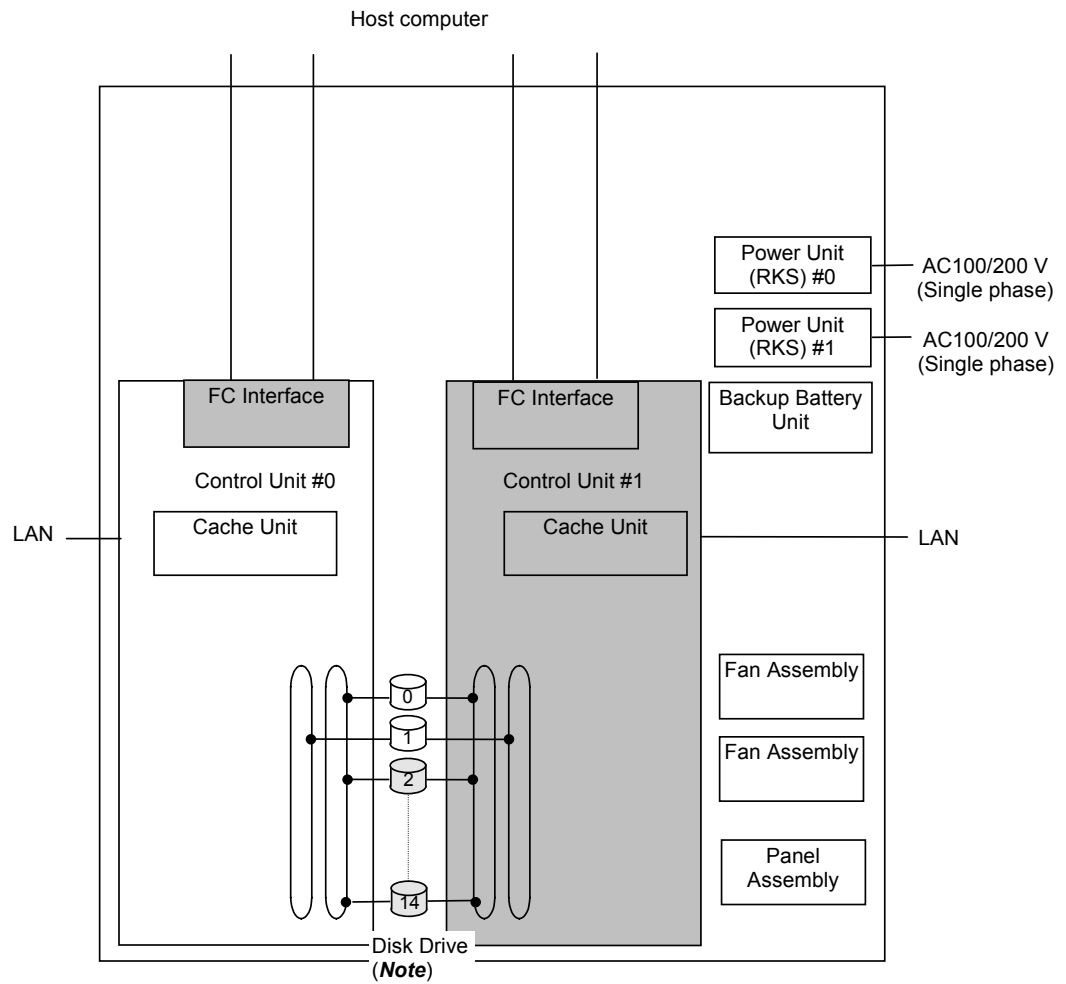 Host computer
Power Unit
(RKS) #0
AC100/200 V
(Single phase)
Power Unit
(RKS) #1
AC100/200 V
(Single phase)
FC Interface
FC Interface
Backup Battery
Unit
Control Unit #0
Control Unit #1
LAN
Cache Unit
Cache Unit
LAN
0
1
2
14
Fan Assembly
Fan Assembly
Panel
Assembly
Disk Drive
(Note)